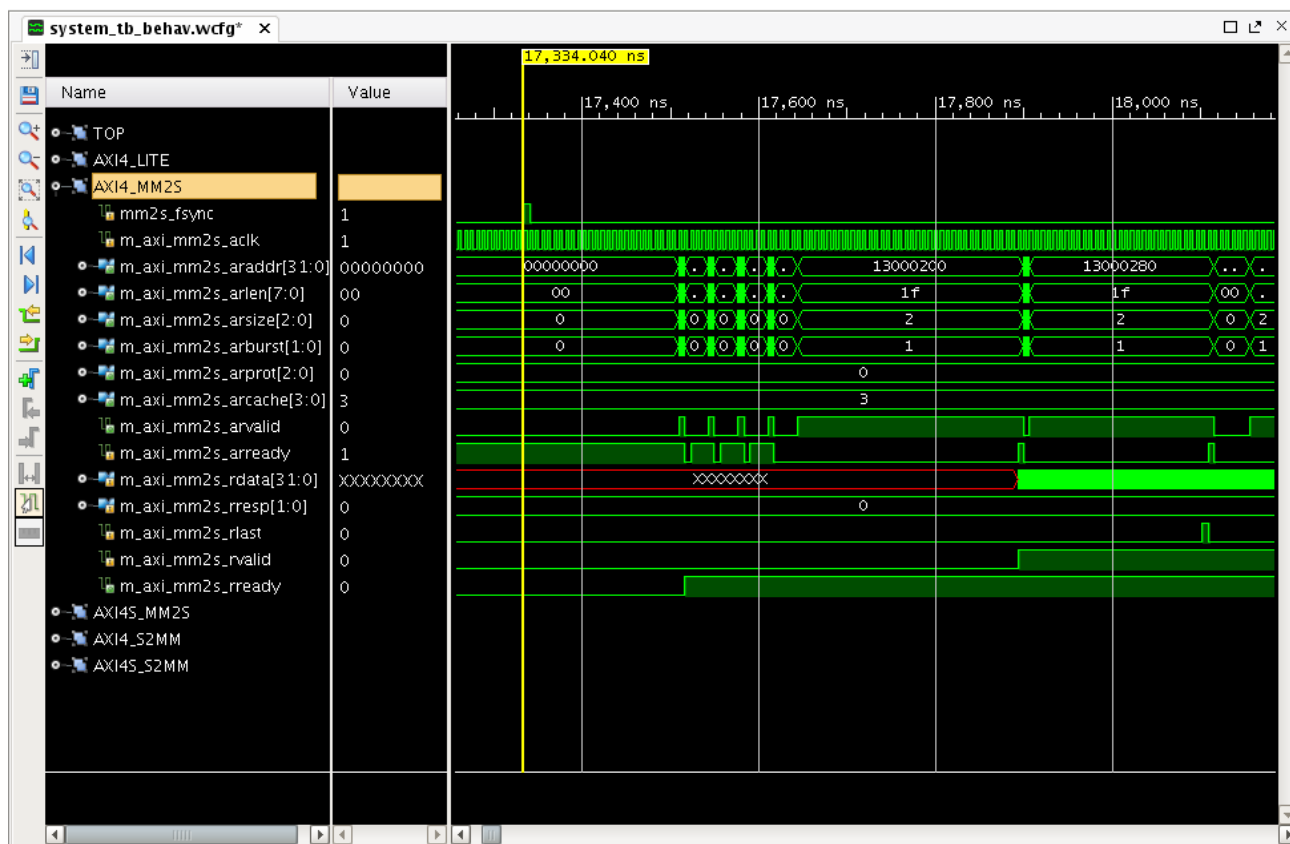 system_tb_behav.wcfg* ×
17,334.040 ns
Name Value
17,400 ns 17,600 ns 17,800 ns 18,000 ns
TOP
AXI4_LITE
AXI4_MM2S
mm2s_fsync 1
m_axi_mm2s_aclk 1
m_axi_mm2s_araddr[31:0] 00000000 00000000 . . . . 13000200 13000280 .. .
m_axi_mm2s_arlen[7:0] 00 00 . . . . 1f 1f 00 .
m_axi_mm2s_arsize[2:0] 0 0 0 0 0 0 2 2 0 2
m_axi_mm2s_arburst[1:0] 0 0 0 0 0 0 1 1 0 1
m_axi_mm2s_arprot[2:0] 0 0
m_axi_mm2s_arcache[3:0] 3 3
m_axi_mm2s_arvalid 0
m_axi_mm2s_arready 1
m_axi_mm2s_rdata[31:0] XXXXXXXX XXXXXXXX
m_axi_mm2s_rresp[1:0] 0 0
m_axi_mm2s_rlast 0
m_axi_mm2s_rvalid 0
m_axi_mm2s_rready 0
AXI4S_MM2S
AXI4_S2MM
AXI4S_S2MM